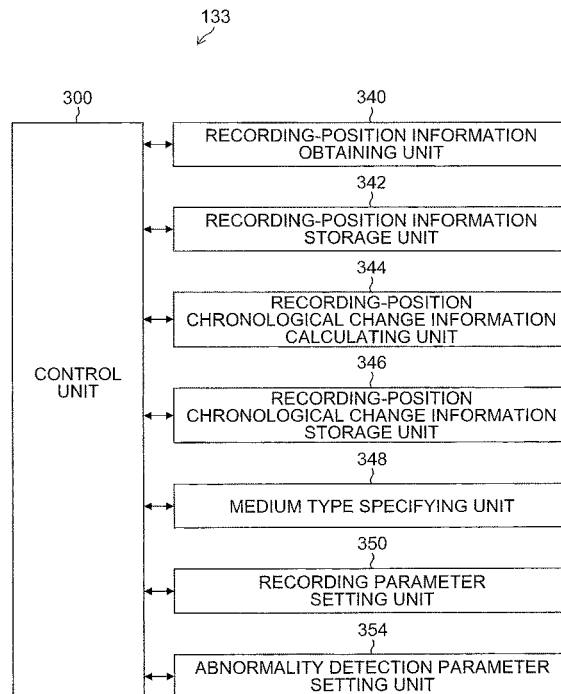 133
300
CONTROL
UNIT
340
RECORDING-POSITION INFORMATION
OBTAINING UNIT
342
RECORDING-POSITION INFORMATION
STORAGE UNIT
344
RECORDING-POSITION
CHRONOLOGICAL CHANGE INFORMATION
CALCULATING UNIT
346
RECORDING-POSITION
CHRONOLOGICAL CHANGE INFORMATION
STORAGE UNIT
348
MEDIUM TYPE SPECIFYING UNIT
350
RECORDING PARAMETER
SETTING UNIT
354
ABNORMALITY DETECTION PARAMETER
SETTING UNIT